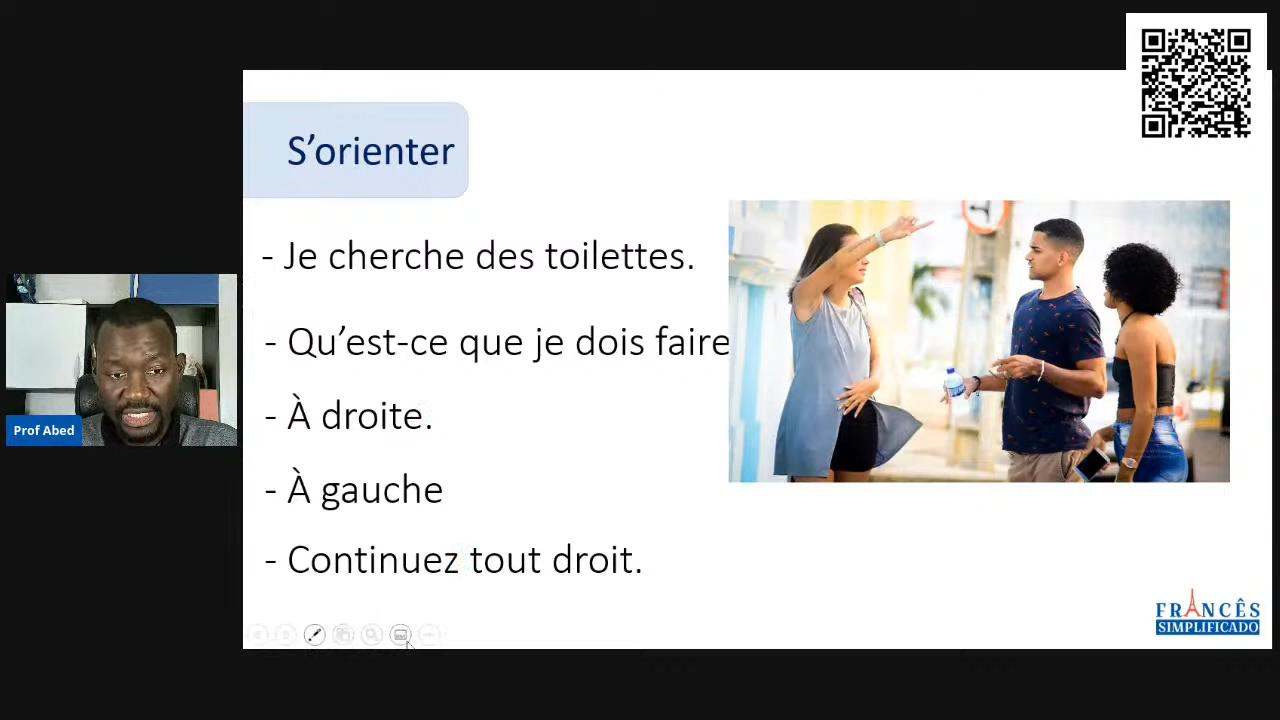 S’orienter
- Je cherche des toilettes.
- Qu’est-ce que je dois faire
- À droite.
- À gauche
- Continuez tout droit.
Prof Abed
FRANCÊS
SIMPLIFICADO